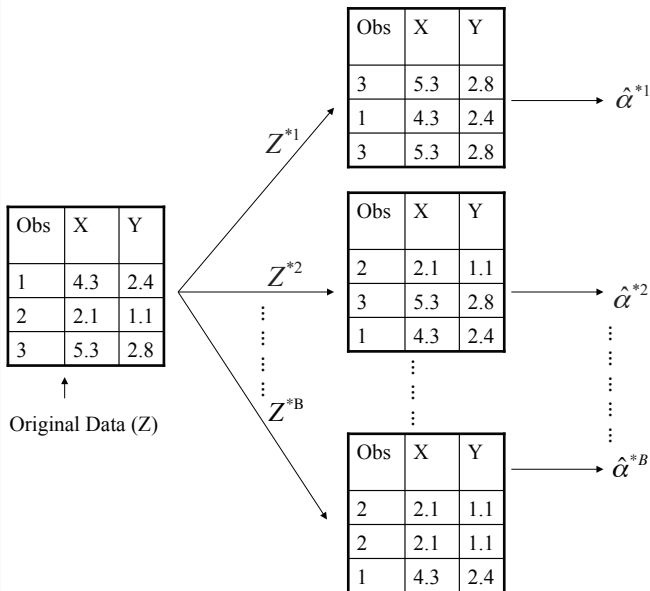 Obs X Y
3 5.3 2.8
1 4.3 2.4
3 5.3 2.8
α̂*1
Z*1
Obs X Y
1 4.3 2.4
2 2.1 1.1
3 5.3 2.8
Original Data (Z)
Z*2
Obs X Y
2 2.1 1.1
3 5.3 2.8
1 4.3 2.4
α̂*2
Z*B
Obs X Y
2 2.1 1.1
2 2.1 1.1
1 4.3 2.4
α̂*B